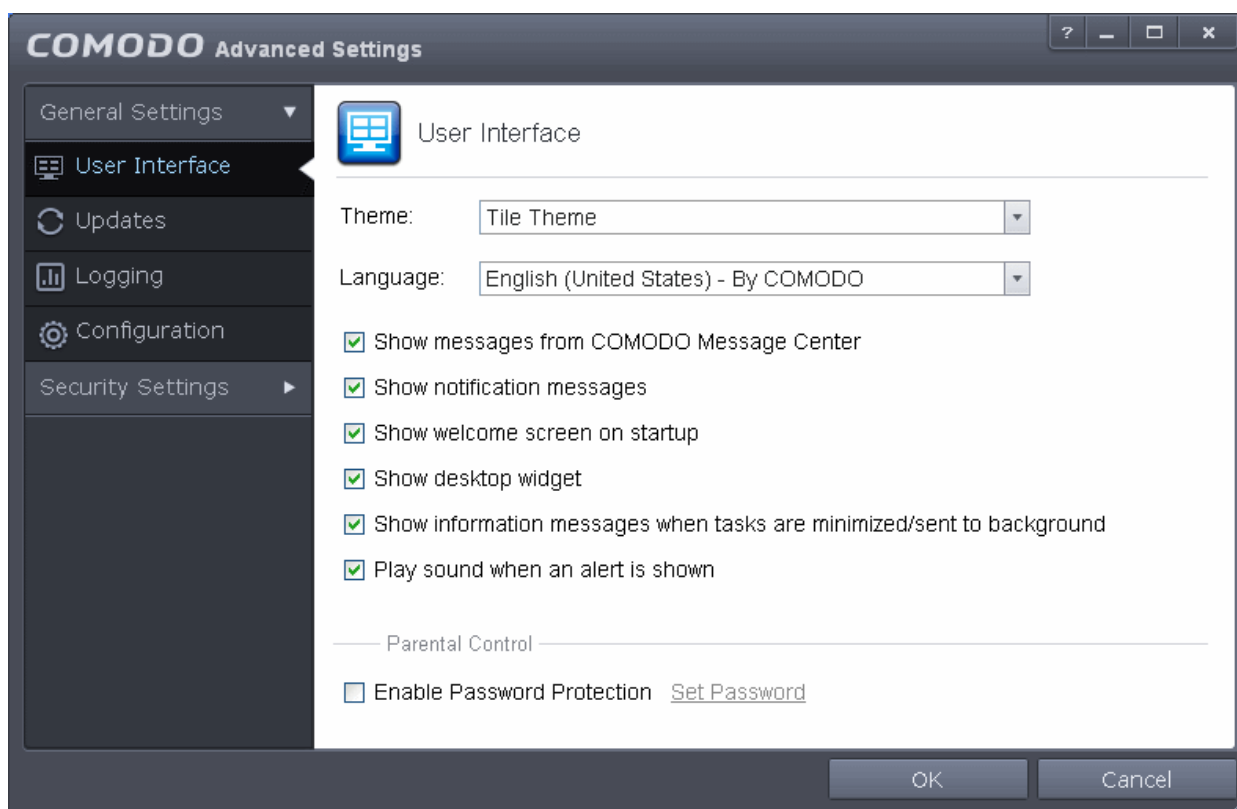 COMODO Advanced Settings
?
General Settings
User Interface
Updates
Logging
Configuration
Security Settings
User Interface
Theme: Tile Theme
Language: English (United States) - By COMODO
Show messages from COMODO Message Center
Show notification messages
Show welcome screen on startup
Show desktop widget
Show information messages when tasks are minimized/sent to background
Play sound when an alert is shown
Parental Control
Enable Password Protection Set Password
OK Cancel